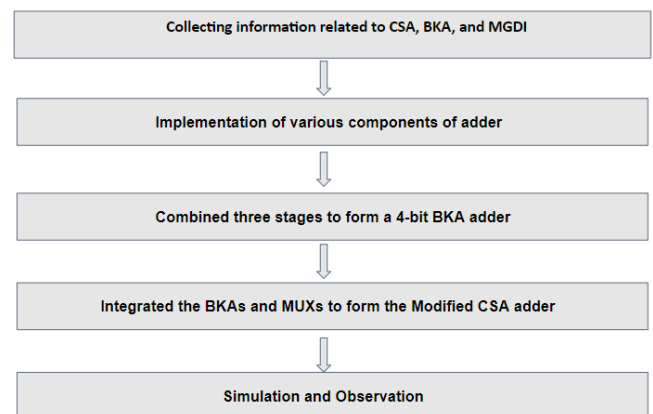 Collecting information related to CSA, BKA, and MGDI
Implementation of various components of adder
Combined three stages to form a 4-bit BKA adder
Integrated the BKAs and MUXs to form the Modified CSA adder
Simulation and Observation